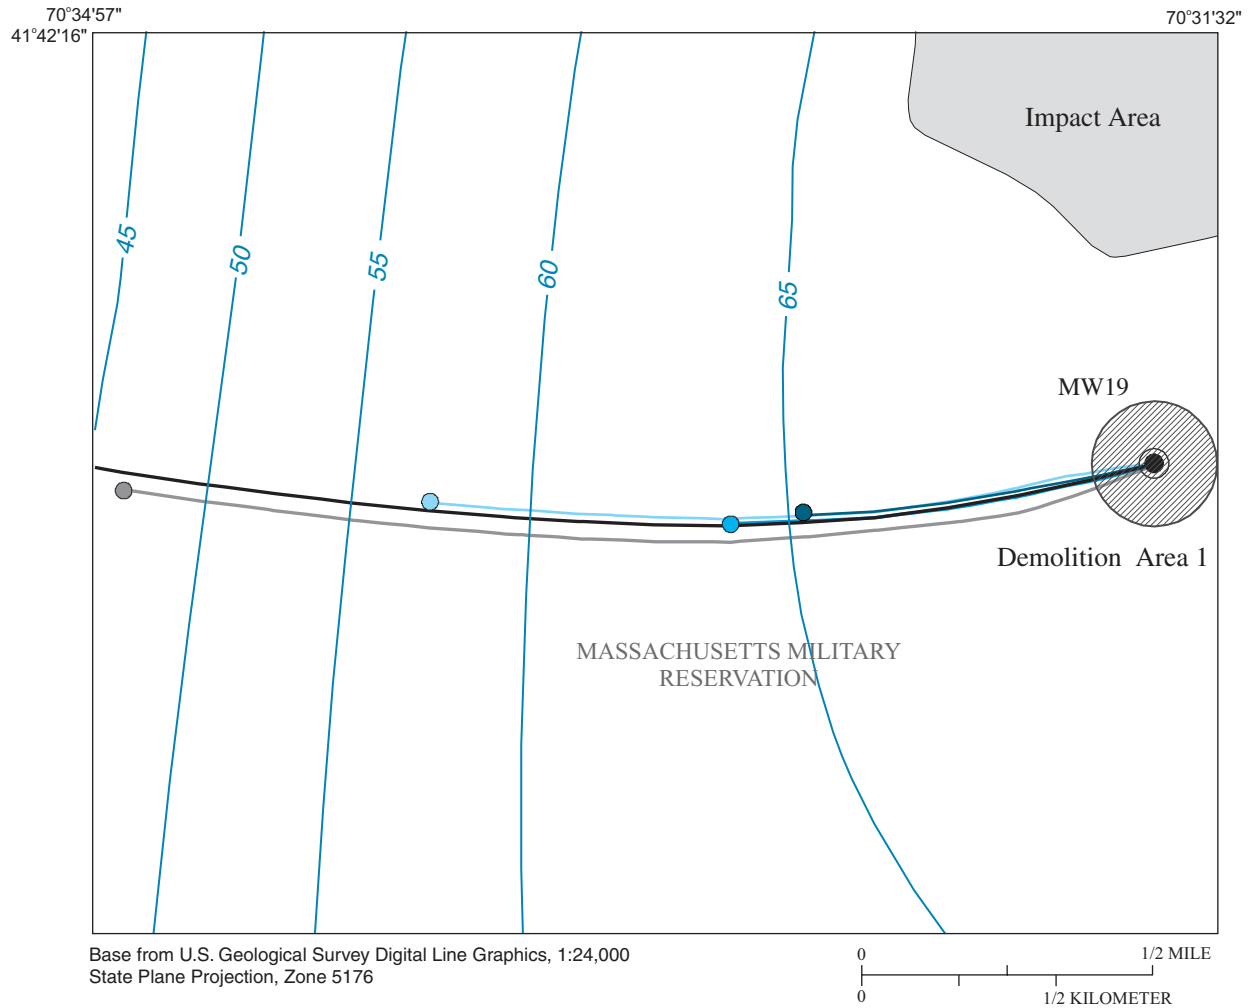 70°34'57"
70°31'32"
41°42'16"
Impact Area
45
50
55
60
65
MW19
Demolition Area 1
MASSACHUSETTS MILITARY
RESERVATION
Base from U.S. Geological Survey Digital Line Graphics, 1:24,000
State Plane Projection, Zone 5176
0 1/2 MILE
0 1/2 KILOMETER